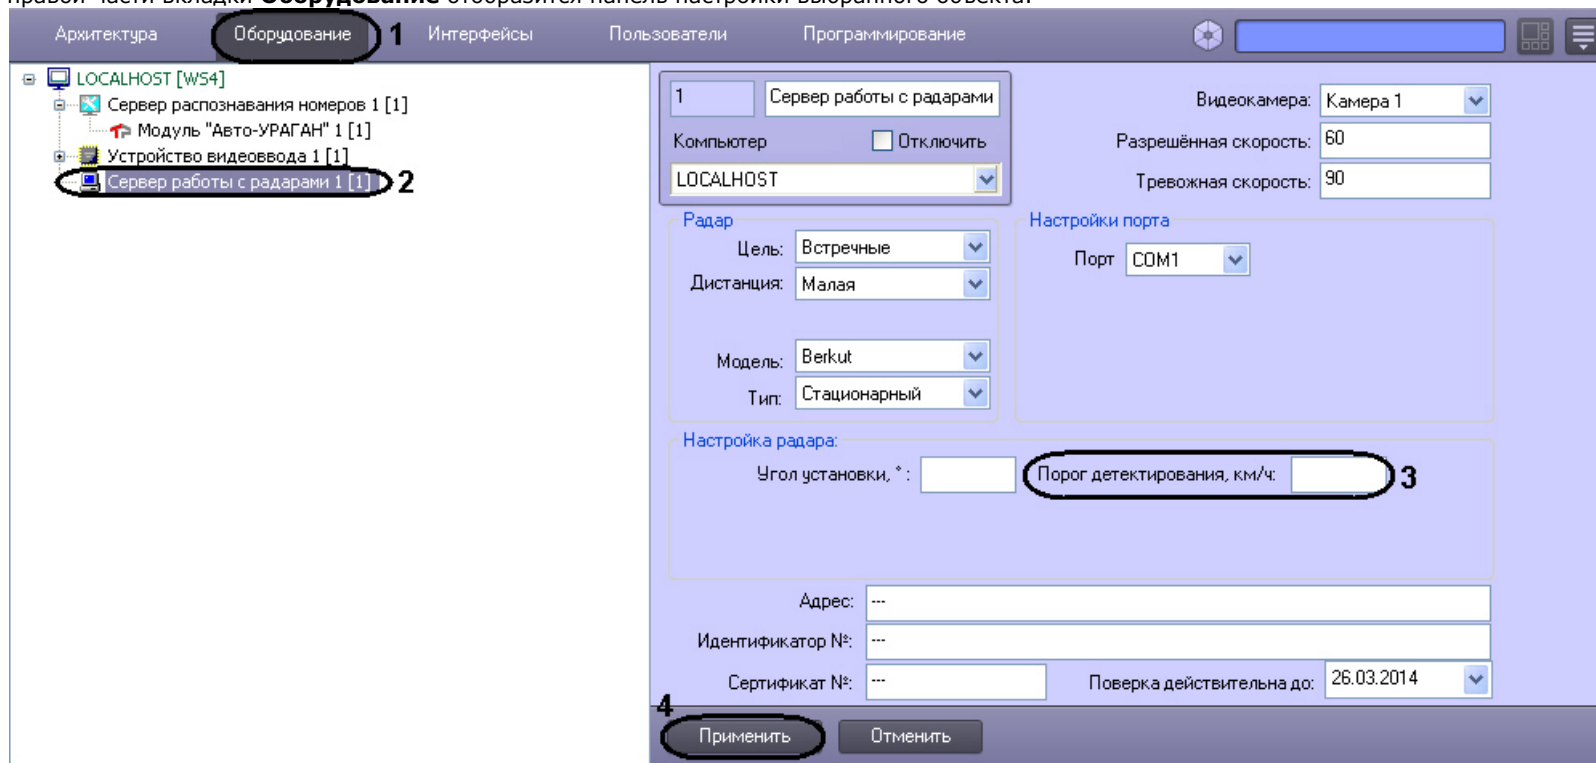 правой части вкладки Оборудование отобразится панель настройки выбранного объекта.
Архитектура Оборудование 1 Интерфейсы Пользователи Программирование
LOCALHOST [WS4]
Сервер распознавания номеров 1 [1]
Модуль "Авто-УРАГАН" 1 [1]
Устройство видеоввода 1 [1]
Сервер работы с радарами 1 [1] 2
1 Сервер работы с радарами
Компьютер Отключить
LOCALHOST
Видеокамера: Камера 1
Разрешённая скорость: 60
Тревожная скорость: 90
Радар
Цель: Встречные
Дистанция: Малая
Модель: Berkut
Тип: Стационарный
Настройки порта
Порт COM1
Настройка радара:
Угол установки, °: Порог детектирования, км/ч: 3
Адрес: ---
Идентификатор №: ---
Сертификат №: --- Поверка действительна до: 26.03.2014
4
Применить Отменить